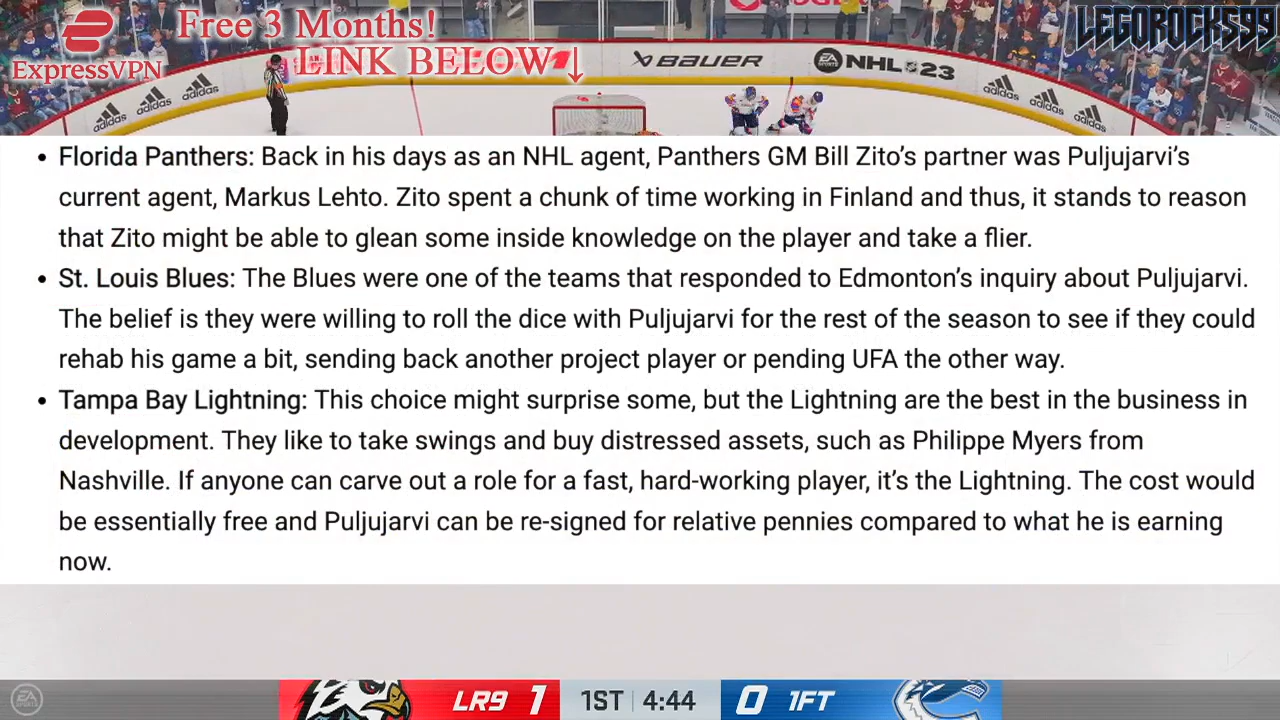 Free 3 Months!
LEGOROCKS99
ExpressVPN
LINK BELOW↓
BAUER
EA SPORTS NHL 23
adidas
adidas
adidas
adidas
adidas
• Florida Panthers: Back in his days as an NHL agent, Panthers GM Bill Zito’s partner was Puljujarvi’s
current agent, Markus Lehto. Zito spent a chunk of time working in Finland and thus, it stands to reason
that Zito might be able to glean some inside knowledge on the player and take a flier.
• St. Louis Blues: The Blues were one of the teams that responded to Edmonton’s inquiry about Puljujarvi.
The belief is they were willing to roll the dice with Puljujarvi for the rest of the season to see if they could
rehab his game a bit, sending back another project player or pending UFA the other way.
• Tampa Bay Lightning: This choice might surprise some, but the Lightning are the best in the business in
development. They like to take swings and buy distressed assets, such as Philippe Myers from
Nashville. If anyone can carve out a role for a fast, hard-working player, it’s the Lightning. The cost would
be essentially free and Puljujarvi can be re-signed for relative pennies compared to what he is earning
now.
EA SPORTS LR9 1 1ST 4:44 0 1FT